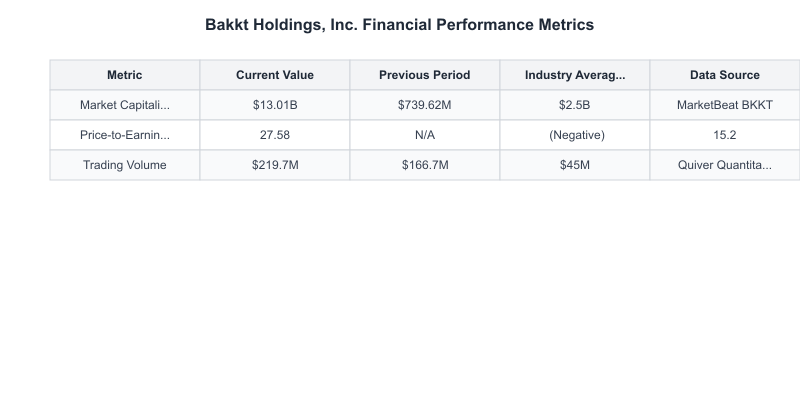 Bakkt Holdings, Inc. Financial Performance Metrics
Metric Current Value Previous Period Industry Averag... Data Source
Market Capitali... $13.01B $739.62M $2.5B MarketBeat BKKT
Price-to-Earnin... 27.58 N/A (Negative) 15.2
Trading Volume $219.7M $166.7M $45M Quiver Quantita...